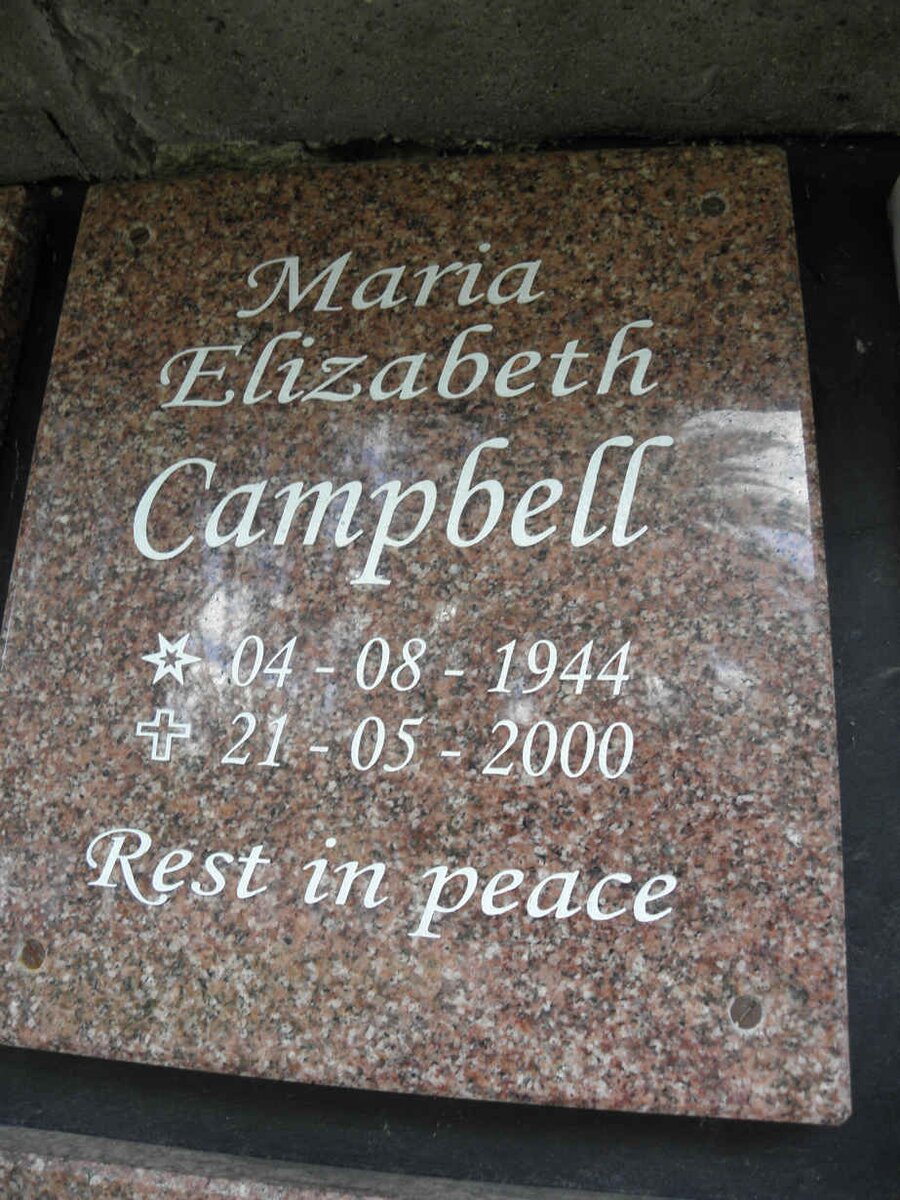 Maria
Elizabeth
Campbell
04 - 08 - 1944
21 - 05 - 2000
Rest in peace